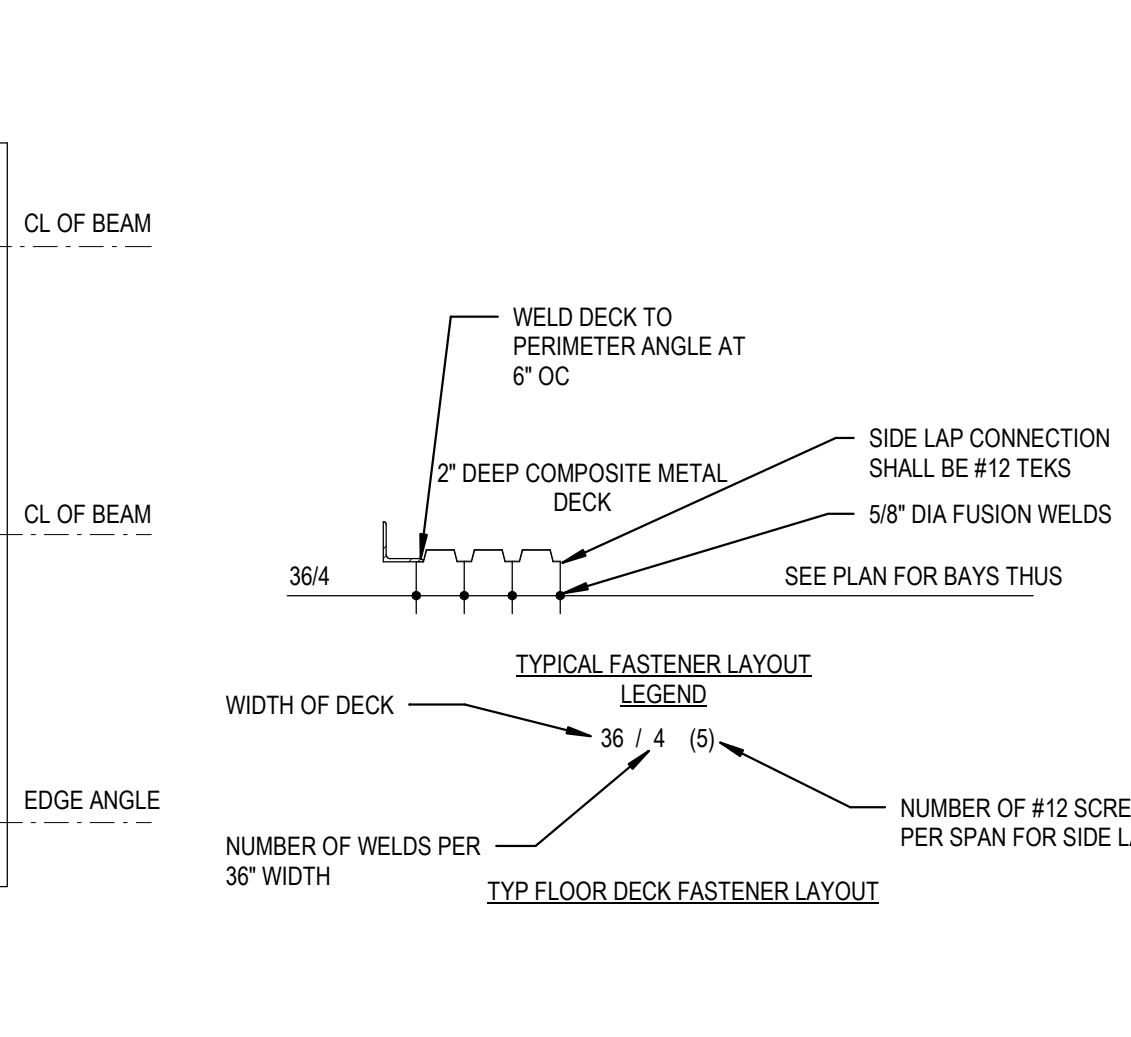 CL OF BEAM
WELD DECK TO
PERIMETER ANGLE AT
6" OC
SIDE LAP CONNECTION
SHALL BE #12 TEKS
2" DEEP COMPOSITE METAL
DECK
CL OF BEAM
5/8" DIA FUSION WELDS
36/4
SEE PLAN FOR BAYS THUS
TYPICAL FASTENER LAYOUT
LEGEND
WIDTH OF DECK
36 / 4 (5)
EDGE ANGLE
NUMBER OF #12
PER SPAN FOR SIDE
NUMBER OF WELDS PER
36" WIDTH
TYP FLOOR DECK FASTENER LAYOUT